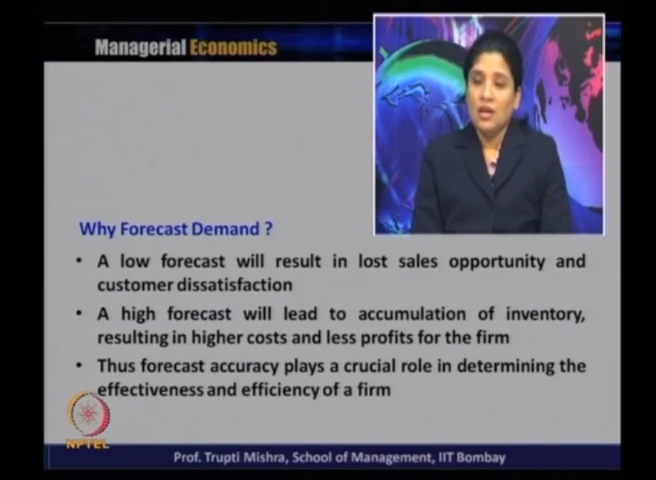 Managerial Economics
Why Forecast Demand ?
• A low forecast will result in lost sales opportunity and
customer dissatisfaction
• A high forecast will lead to accumulation of inventory,
resulting in higher costs and less profits for the firm
• Thus forecast accuracy plays a crucial role in determining the
effectiveness and efficiency of a firm
NPTEL
Prof. Trupti Mishra, School of Management, IIT Bombay